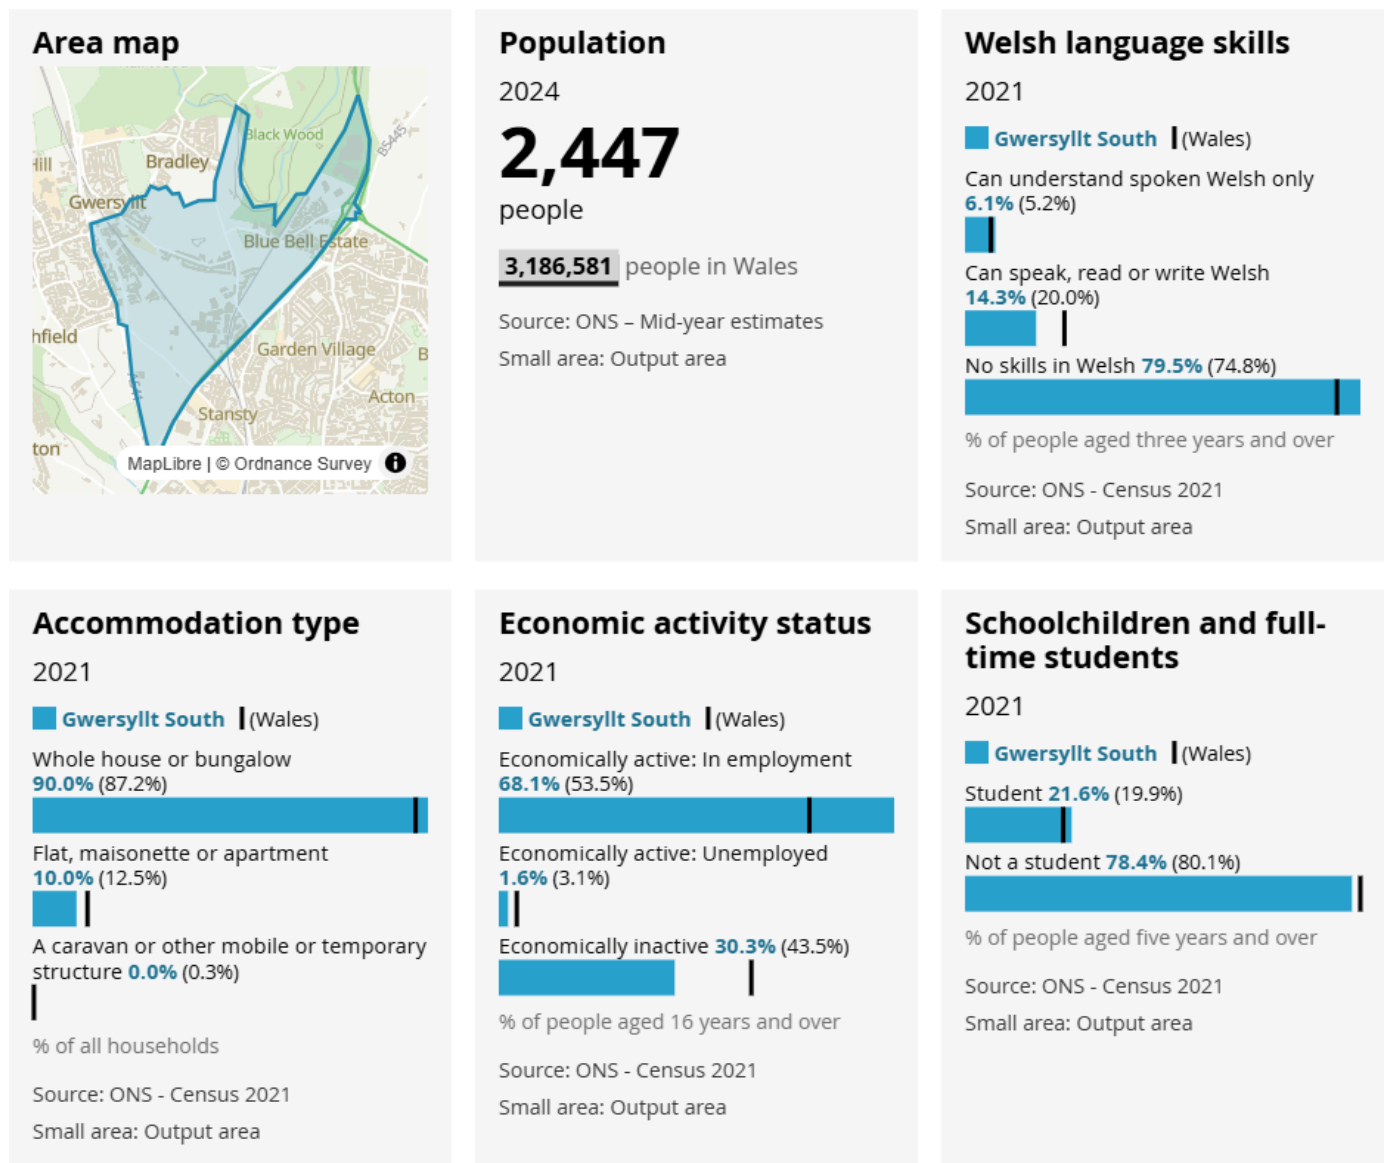 Area map
Black Wood
B5445
Hill
Bradley
Gwersyllt
Blue Bell Estate
hfield
Garden Village
A541
Acton
Stansty
ton
MapLibre | © Ordnance Survey
Population
2024
2,447
people
3,186,581 people in Wales
Source: ONS – Mid-year estimates
Small area: Output area
Welsh language skills
2021
Gwersyllt South (Wales)
Can understand spoken Welsh only
6.1% (5.2%)
Can speak, read or write Welsh
14.3% (20.0%)
No skills in Welsh 79.5% (74.8%)
% of people aged three years and over
Source: ONS - Census 2021
Small area: Output area
Accommodation type
2021
Gwersyllt South (Wales)
Whole house or bungalow
90.0% (87.2%)
Flat, maisonette or apartment
10.0% (12.5%)
A caravan or other mobile or temporary
structure 0.0% (0.3%)
% of all households
Source: ONS - Census 2021
Small area: Output area
Economic activity status
2021
Gwersyllt South (Wales)
Economically active: In employment
68.1% (53.5%)
Economically active: Unemployed
1.6% (3.1%)
Economically inactive 30.3% (43.5%)
% of people aged 16 years and over
Source: ONS - Census 2021
Small area: Output area
Schoolchildren and full-
time students
2021
Gwersyllt South (Wales)
Student 21.6% (19.9%)
Not a student 78.4% (80.1%)
% of people aged five years and over
Source: ONS - Census 2021
Small area: Output area